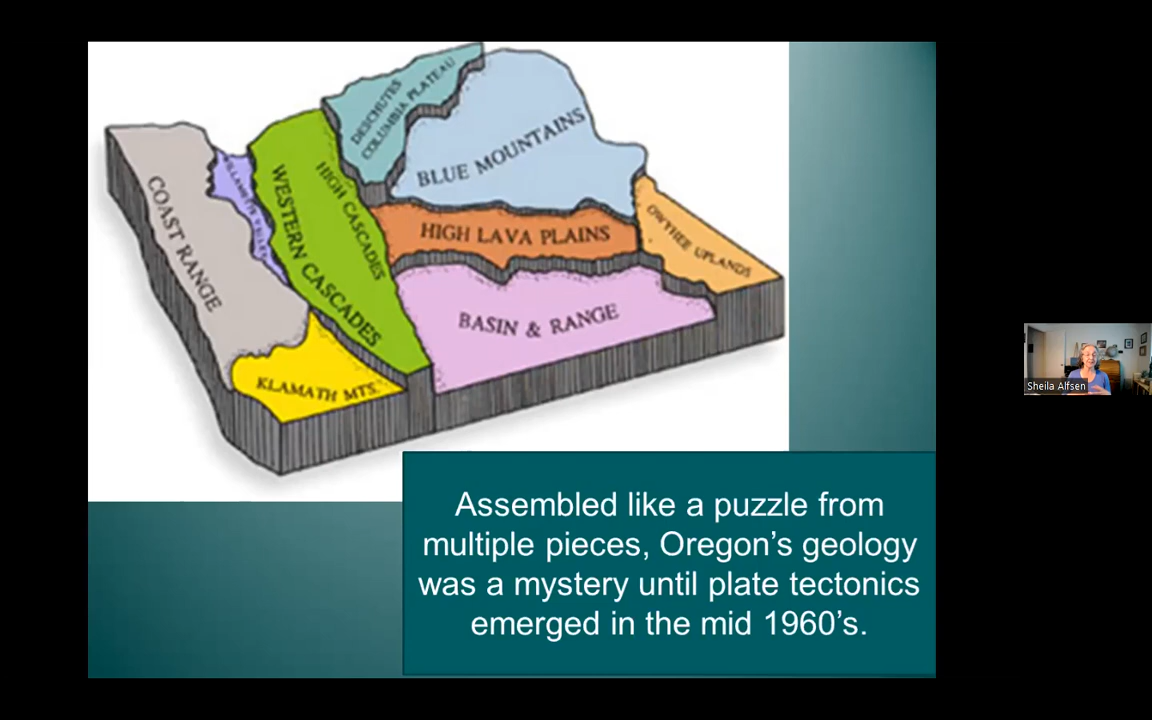 DESCHUTES
COLUMBIA PLATEAU
BLUE MOUNTAINS
COAST RANGE
WILLAMETTE VALLEY
WESTERN CASCADES
HIGH CASCADES
HIGH LAVA PLAINS
OWYHEE UPLANDS
BASIN & RANGE
KLAMATH MTS.
Sheila Alfsen
Assembled like a puzzle from
multiple pieces, Oregon’s geology
was a mystery until plate tectonics
emerged in the mid 1960’s.